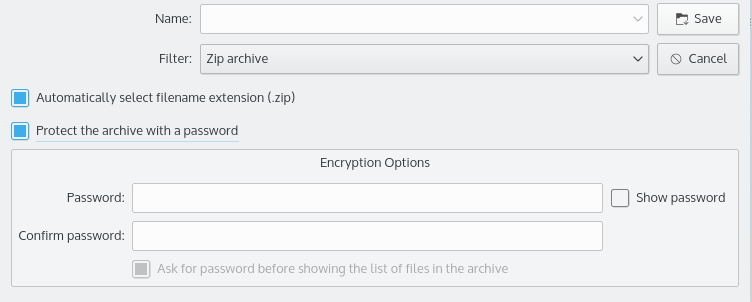 Name:
Save
Filter:
Zip archive
Cancel
Automatically select filename extension (.zip)
Protect the archive with a password
Encryption Options
Password:
Show password
Confirm password:
Ask for password before showing the list of files in the archive